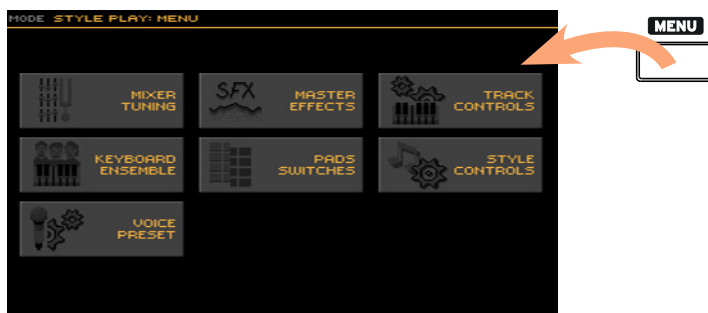 MODE STYLE PLAY: MENU
MENU
MIXER
TUNING
SFX
MASTER
EFFECTS
TRACK
CONTROLS
KEYBOARD
ENSEMBLE
PADS
SWITCHES
STYLE
CONTROLS
VOICE
PRESET